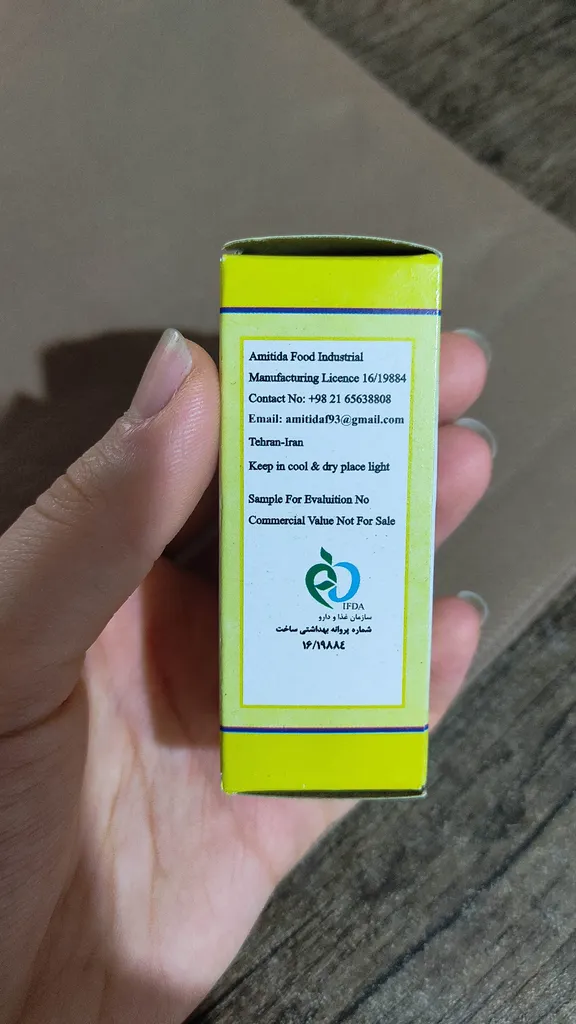 Amitida Food Industrial
Manufacturing Licence 16/19884
Contact No: +98 21 65638808
Email: amitidaf93@gmail.com
Tehran-Iran
Keep in cool & dry place light
Sample For Evaluition No
Commercial Value Not For Sale
IFDA
سازمان غذا و دارو
شماره پروانه بهداشتی ساخت
۱۶/۱۹۸۸٤